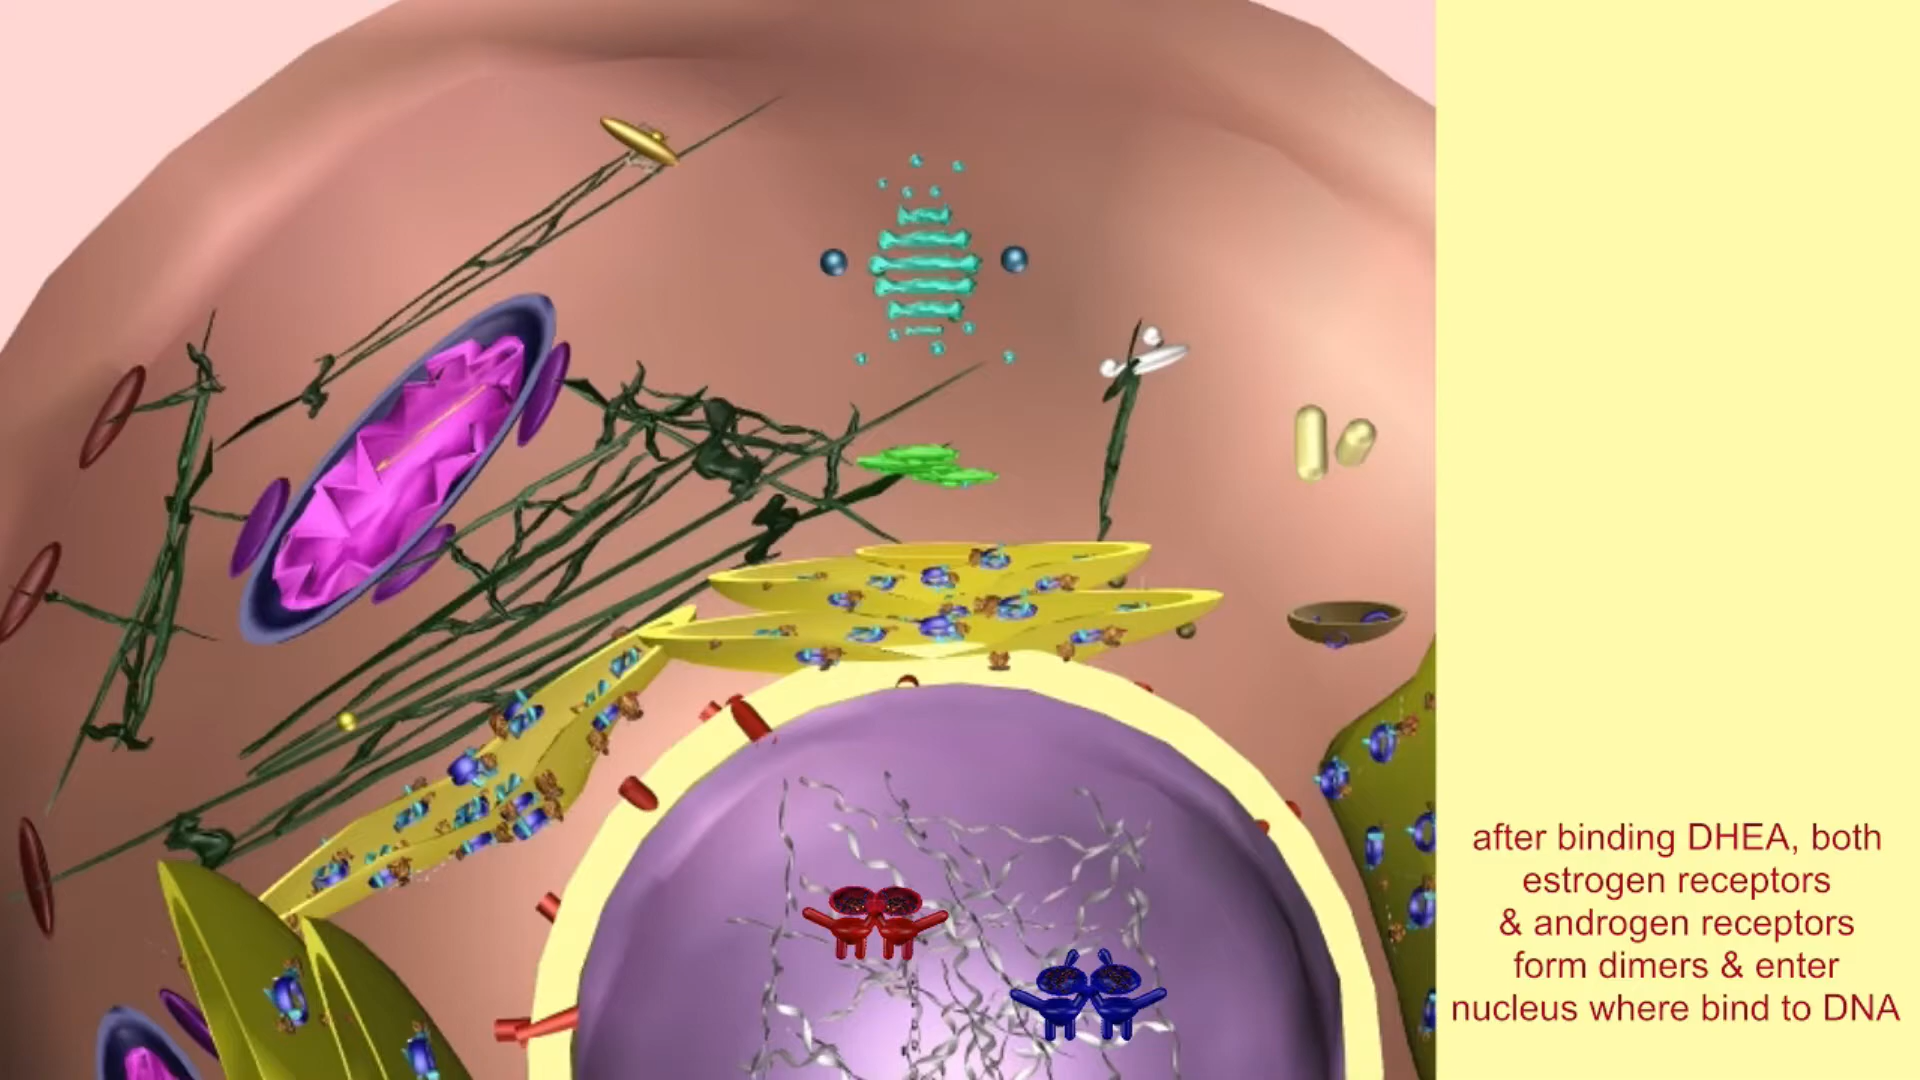 after binding DHEA, both
estrogen receptors
& androgen receptors
form dimers & enter
nucleus where bind to DNA